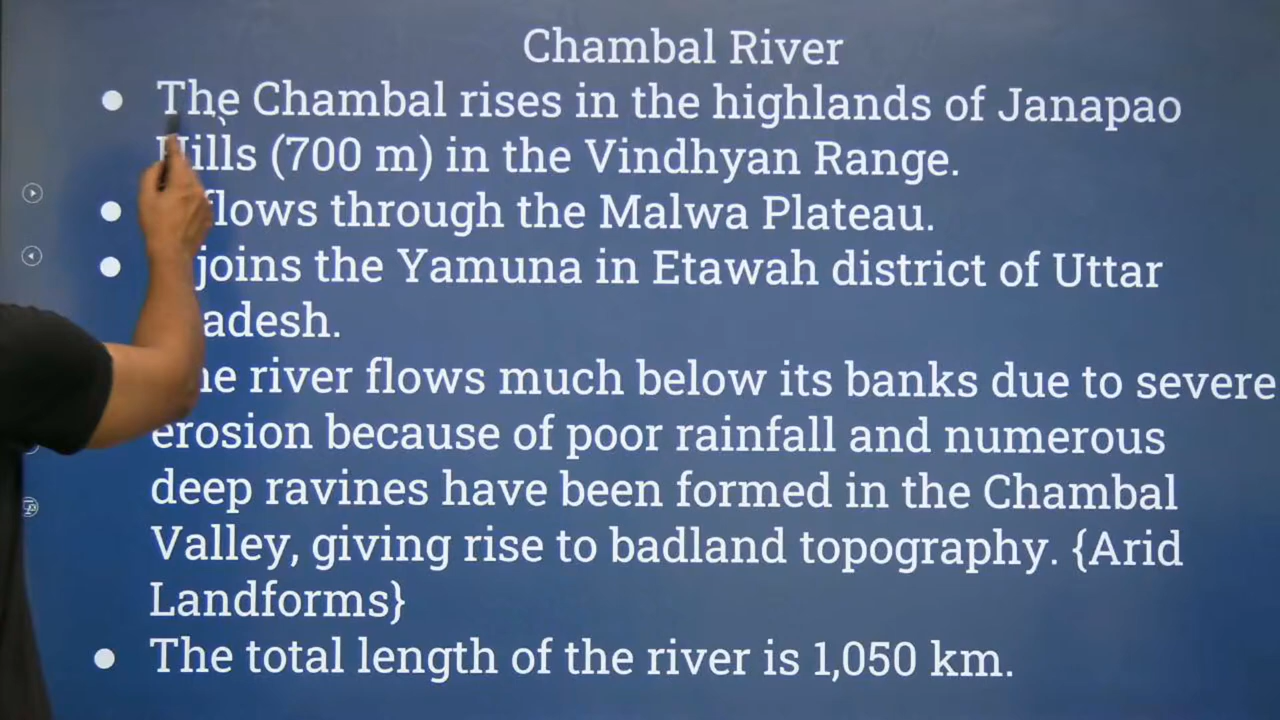 Chambal River
The Chambal rises in the highlands of Janapao
Hills (700 m) in the Vindhyan Range.
flows through the Malwa Plateau.
joins the Yamuna in Etawah district of Uttar
adesh.
he river flows much below its banks due to severe
erosion because of poor rainfall and numerous
deep ravines have been formed in the Chambal
Valley, giving rise to badland topography. {Arid
Landforms}
The total length of the river is 1,050 km.